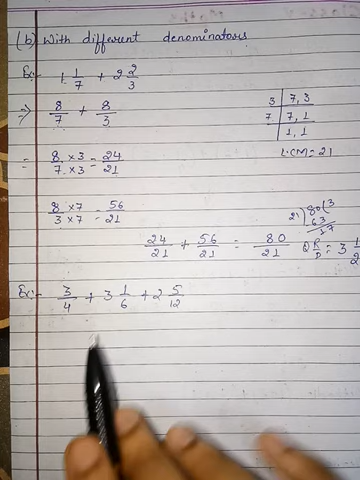 (b) With different denominators
Ex:- 1 1/7 + 2 2/3
⇒ 8/7 + 8/3
3 | 7, 3
7 | 7, 1
1, 1
L.CM = 21
= 8/7 ×3/×3 = 24/21
8/3 ×7/×7 = 56/21
24/21 + 56/21 = 80/21
21) 80 (3
63
17
Q R/D = 3
Ex:- 3/4 + 3 1/6 + 2 5/12